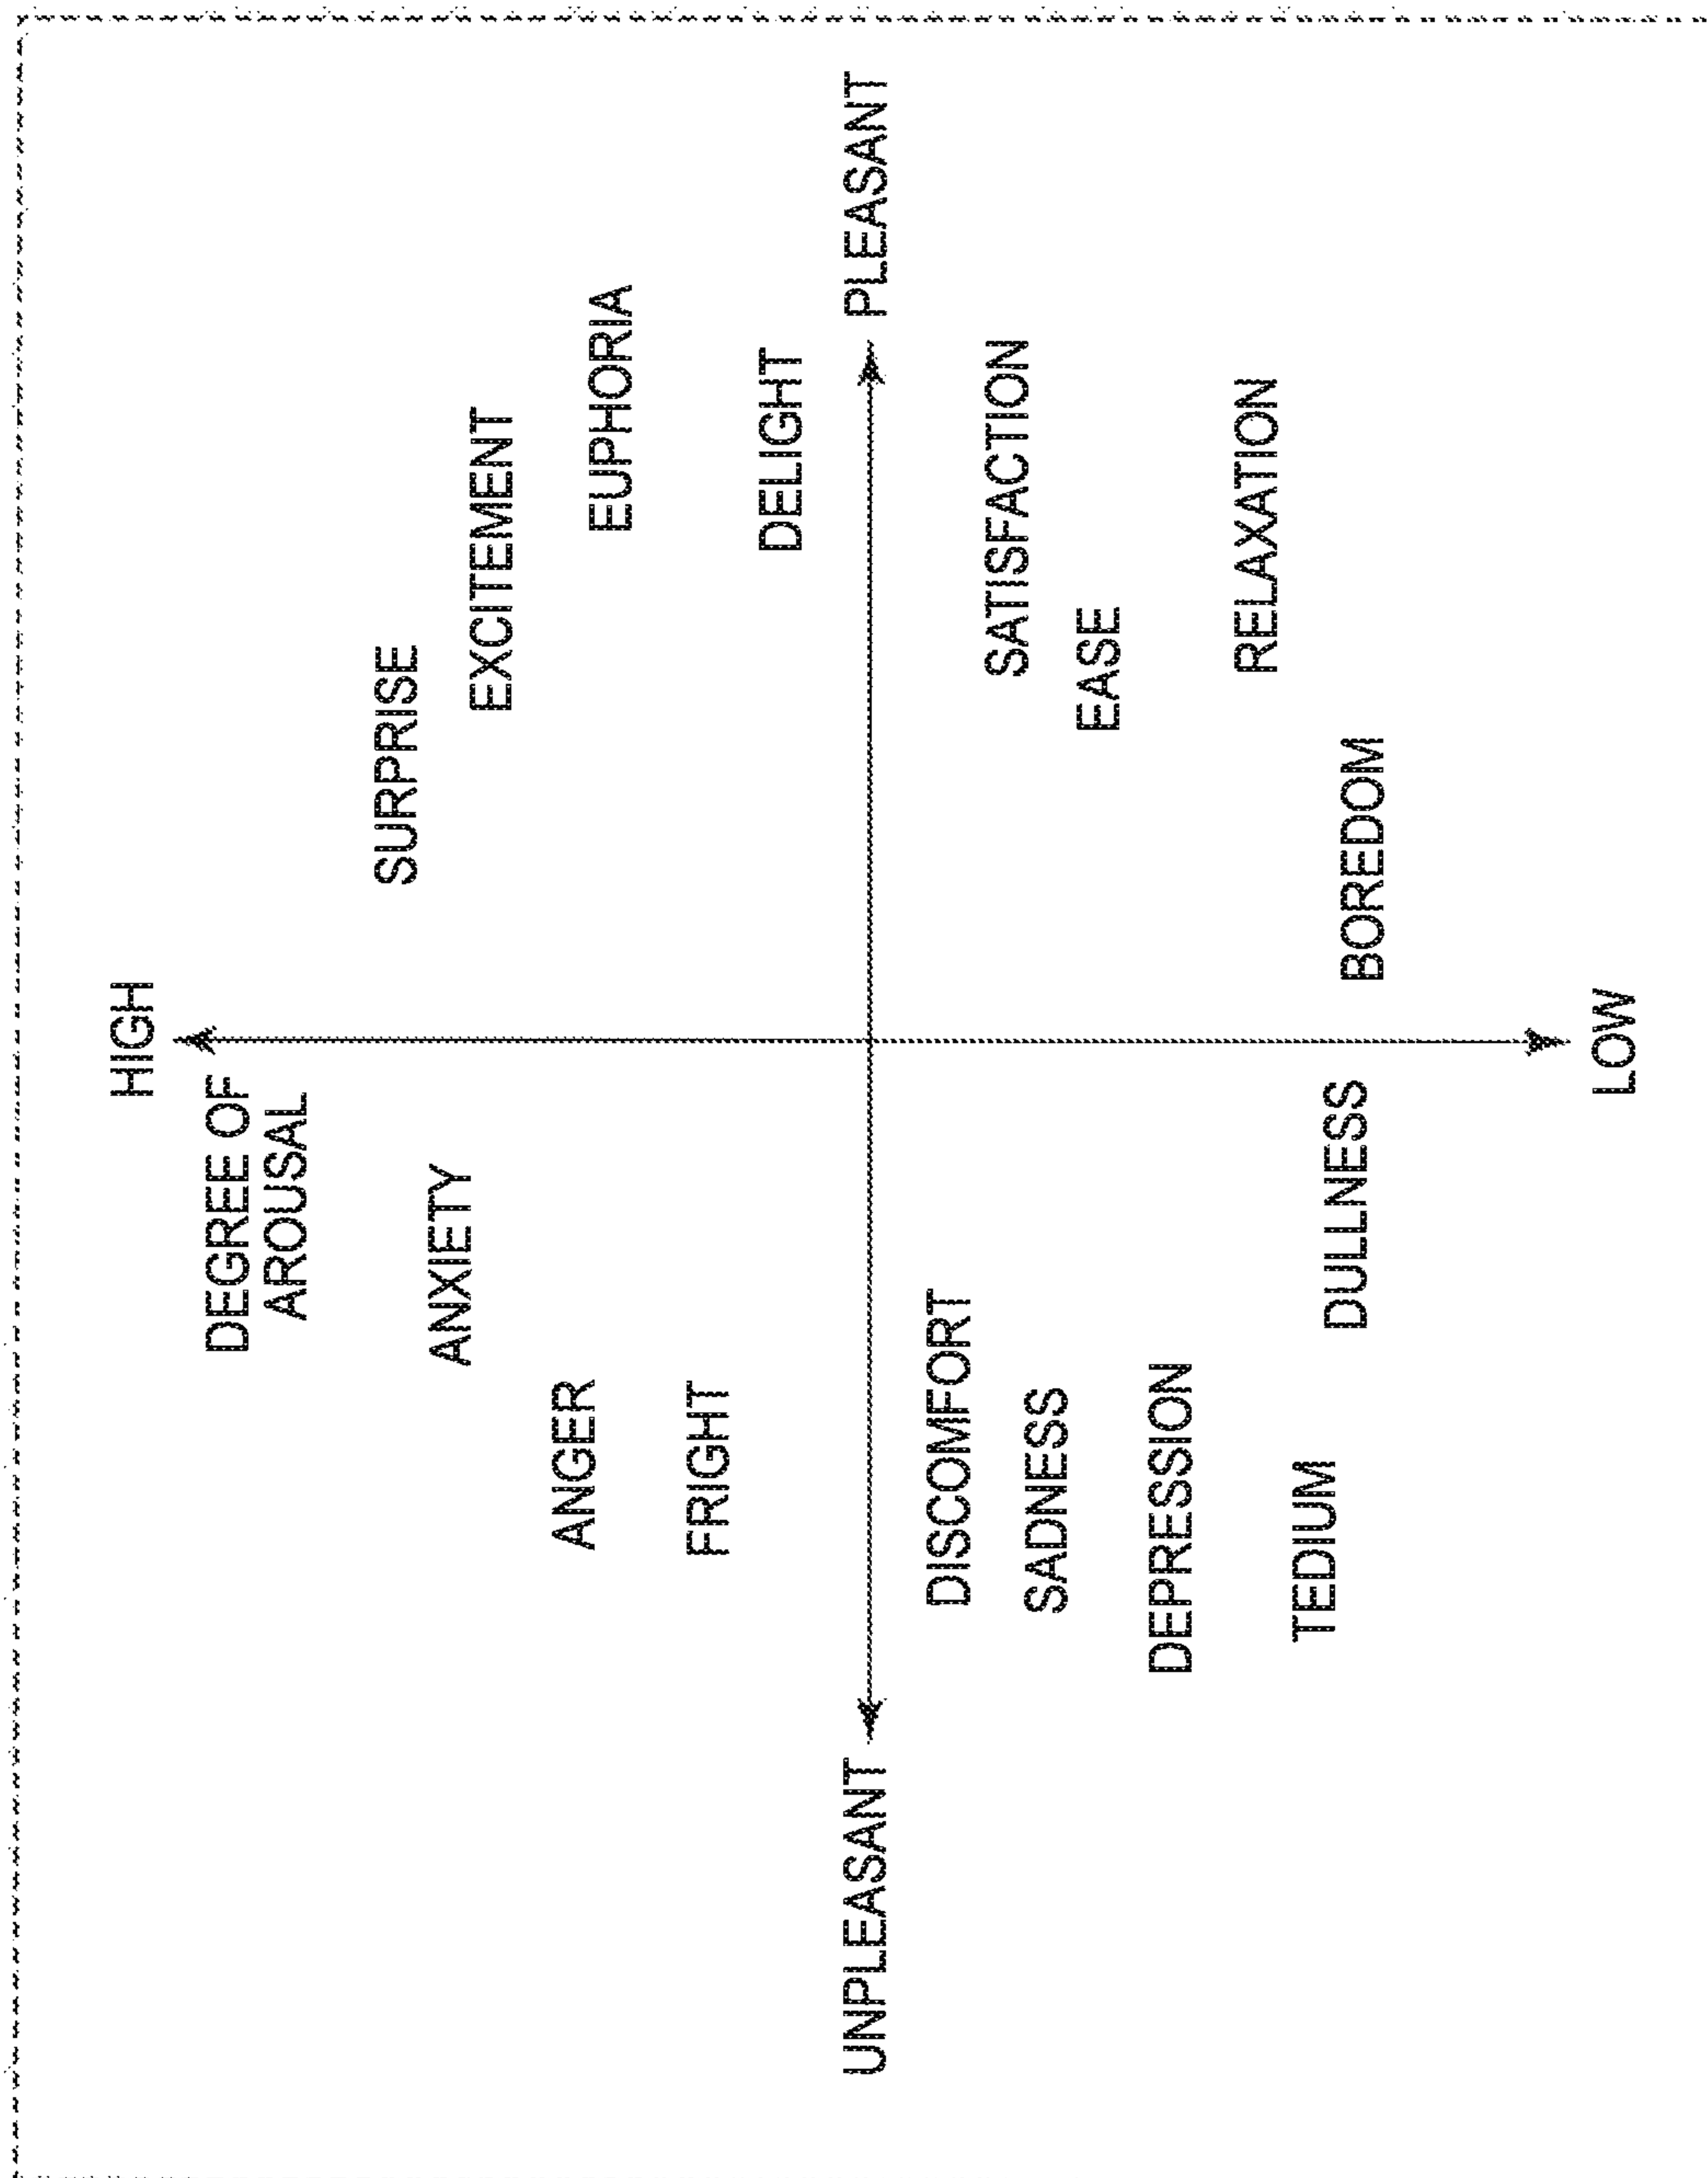 HIGH
DEGREE OF
AROUSAL
SURPRISE
ANXIETY
EXCITEMENT
ANGER
EUPHORIA
FRIGHT
DELIGHT
UNPLEASANT
PLEASANT
DISCOMFORT
SATISFACTION
SADNESS
EASE
DEPRESSION
RELAXATION
TEDIUM
DULLNESS
BOREDOM
LOW